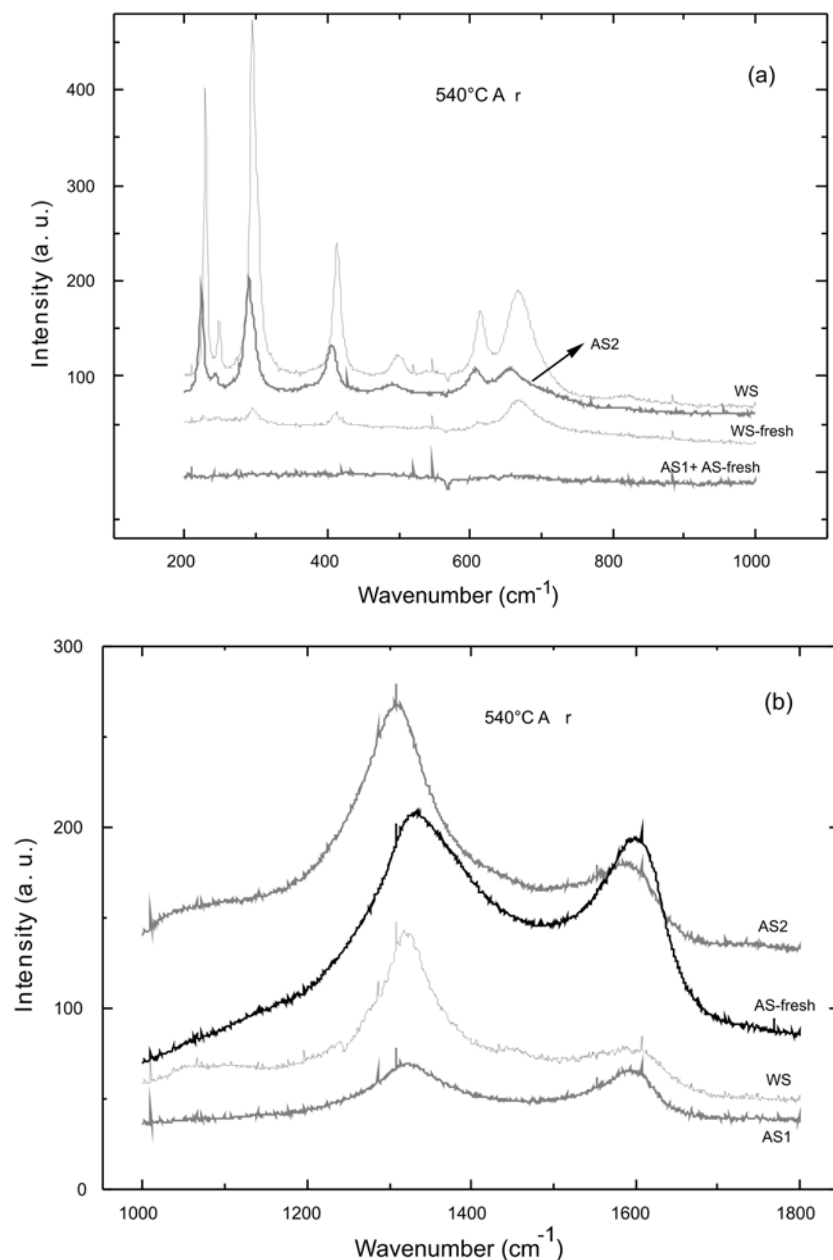 (a)
540°C A r
400
300
200
100
Intensity (a. u.)
AS2
WS
WS-fresh
AS1+ AS-fresh
200
400
600
800
1000
Wavenumber (cm-1)
300
(b)
540°C A r
200
Intensity (a. u.)
AS2
100
AS-fresh
WS
AS1
0
1000
1200
1400
1600
1800
Wavenumber (cm-1)